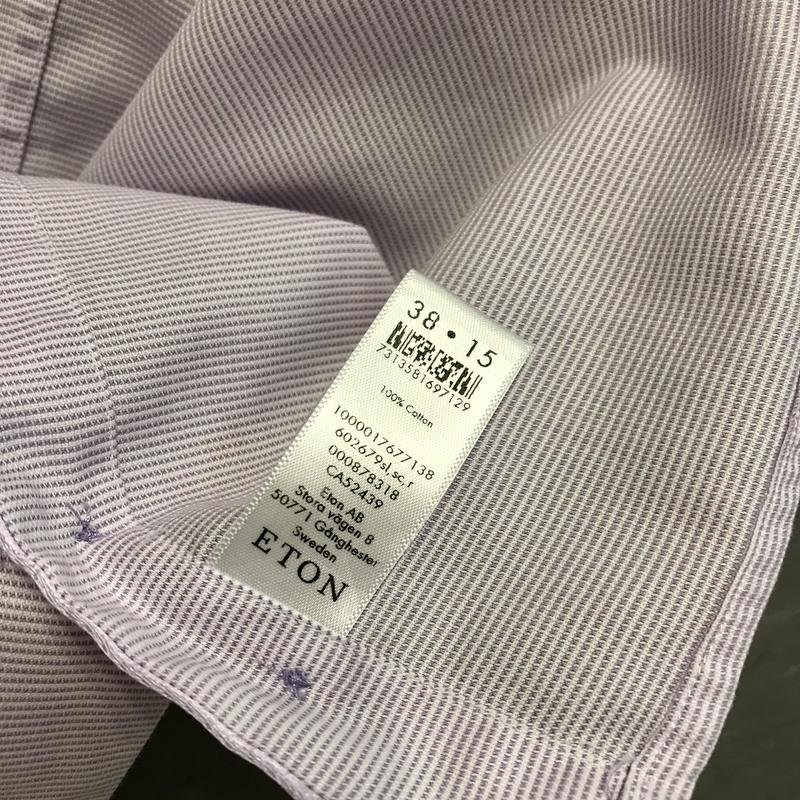 38 • 15
7313581697129
100% Cotton
1000017677138
602679sl.sc,r
000878318
CA52439
Eton AB
Stora vägen 8
50771 Gånghester
Sweden
ETON